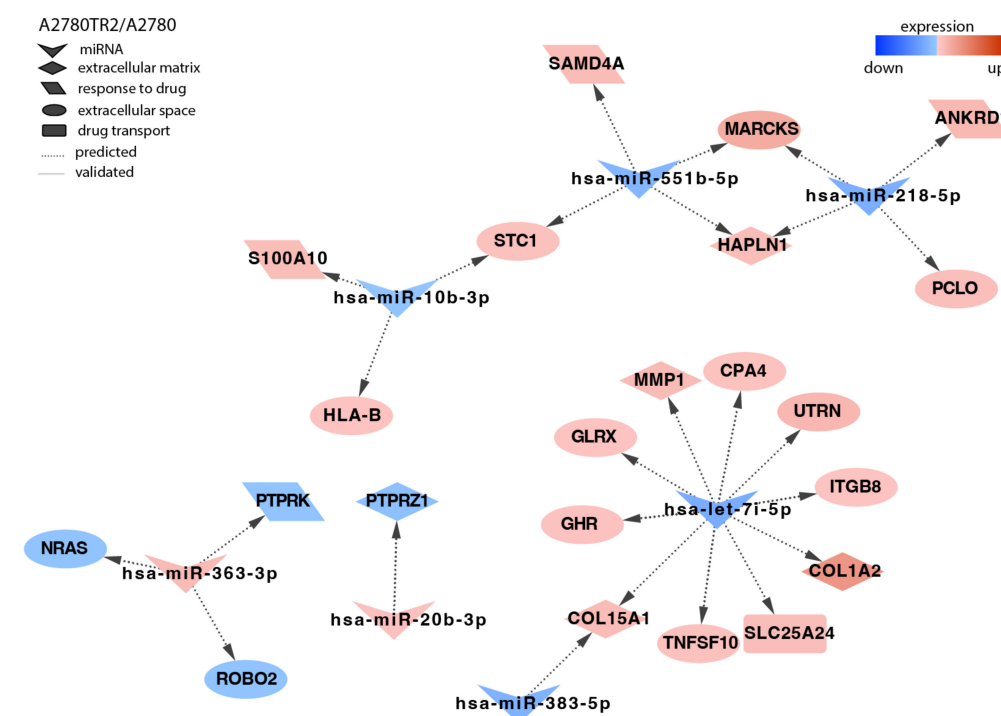 A2780TR2/A2780
miRNA
extracellular matrix
response to drug
extracellular space
drug transport
predicted
validated
expression
down
up
SAMD4A
MARCKS
ANKRD
hsa-miR-551b-5p
hsa-miR-218-5p
STC1
HAPLN1
S100A10
PCLO
hsa-miR-10b-3p
HLA-B
MMP1
CPA4
UTRN
GLRX
ITGB8
PTPRK
PTPRZ1
hsa-let-7i-5p
GHR
NRAS
hsa-miR-363-3p
COL1A2
hsa-miR-20b-3p
COL15A1
TNFSF10
SLC25A24
ROBO2
hsa-miR-383-5p